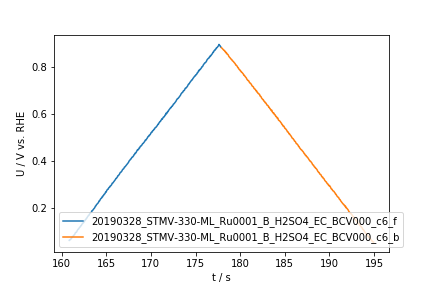 0.8
0.6
0.4
0.2
U / V vs. RHE
20190328_STMV-330-ML_Ru0001_B_H2SO4_EC_BCV000_c6_f
20190328_STMV-330-ML_Ru0001_B_H2SO4_EC_BCV000_c6_b
160 165 170 175 180 185 190 195
t / s